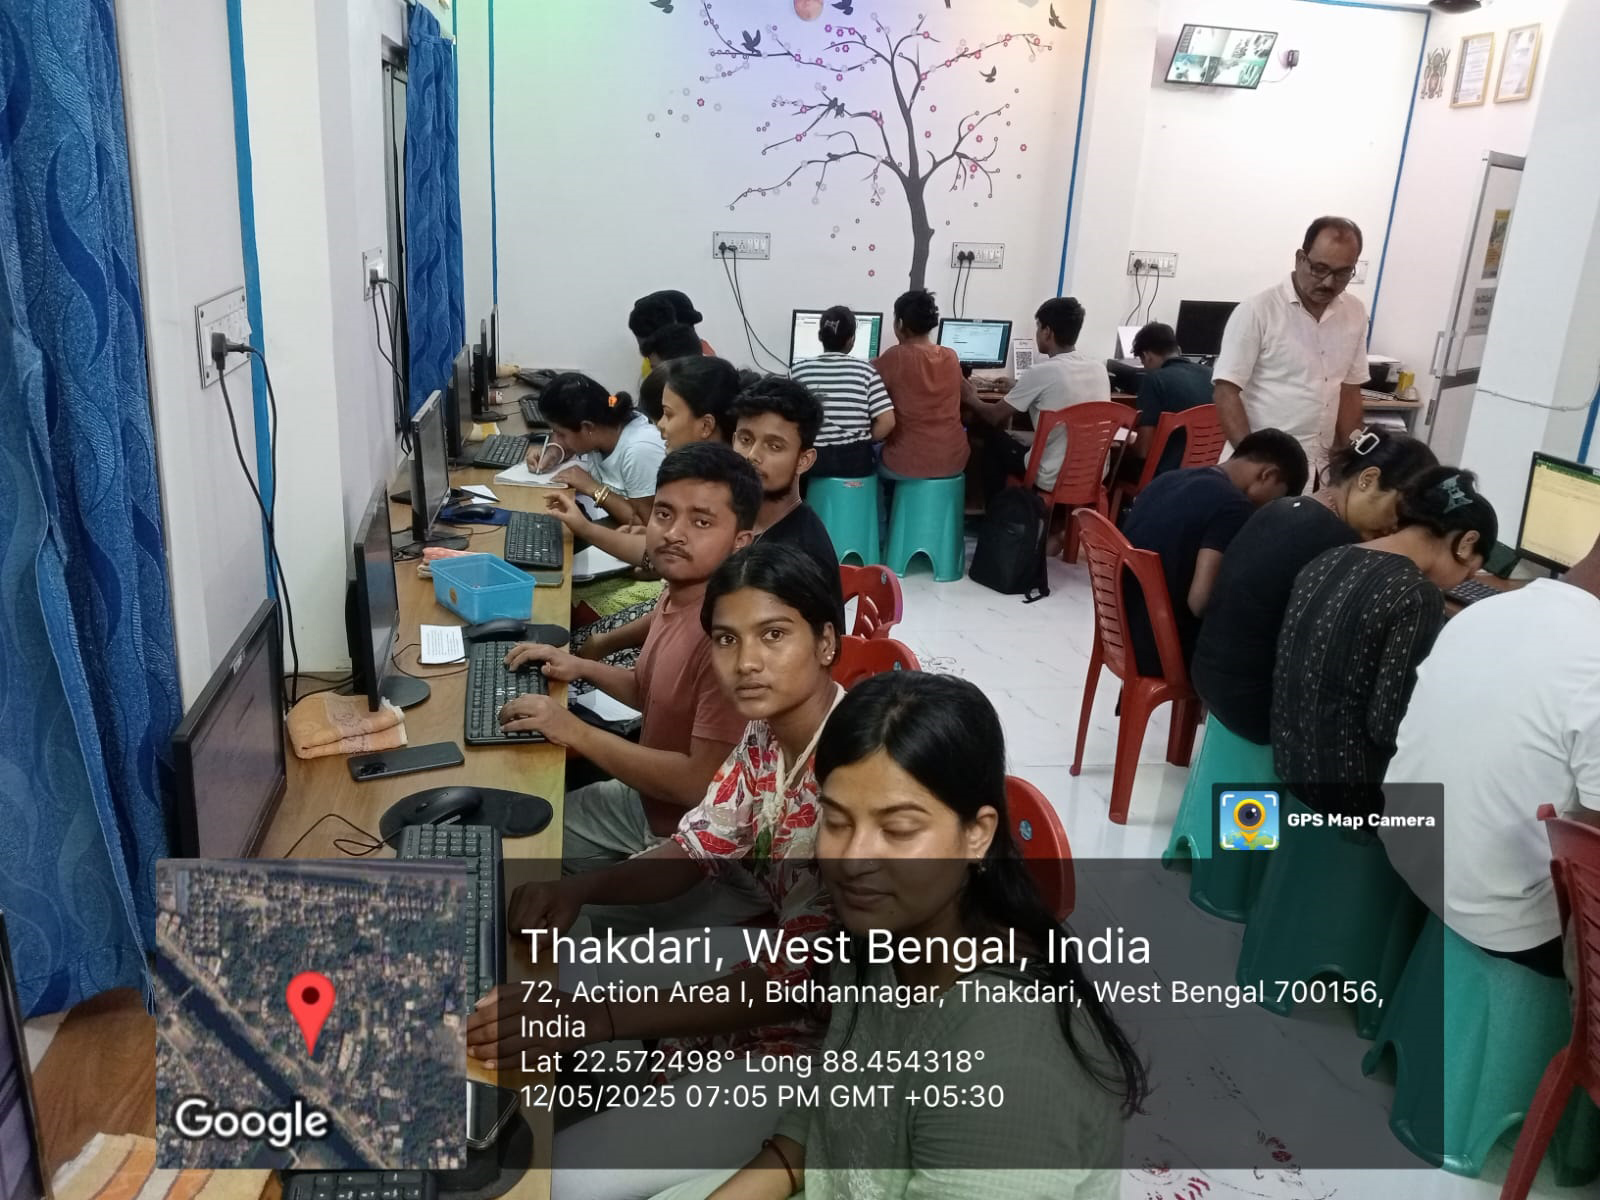 GPS Map Camera
Thakdari, West Bengal, India
72, Action Area I, Bidhannagar, Thakdari, West Bengal 700156,
India
Lat 22.572498° Long 88.454318°
12/05/2025 07:05 PM GMT +05:30
Google